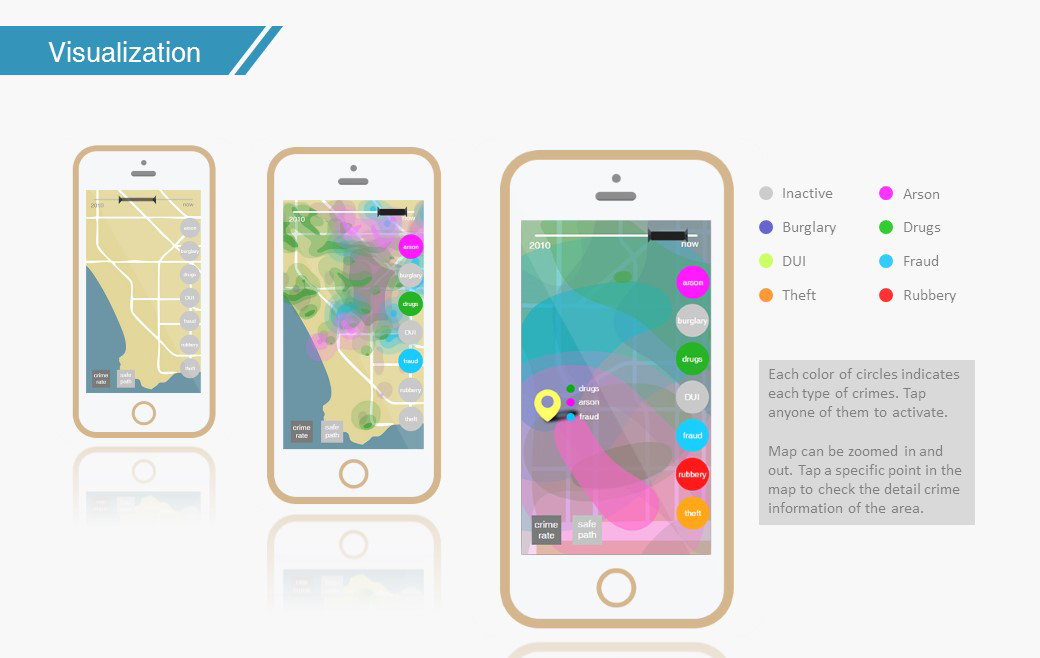 Visualization
2010
now
arson
burglary
drugs
DUI
fraud
rubbery
theft
crime
rate
safe
path
2010
now
arson
burglary
drugs
DUI
fraud
rubbery
theft
crime
rate
safe
path
2010
now
arson
burglary
drugs
DUI
fraud
rubbery
theft
drugs
arson
fraud
crime
rate
safe
path
Inactive
Arson
Burglary
Drugs
DUI
Fraud
Theft
Rubbery
Each color of circles indicates
each type of crimes. Tap
anyone of them to activate.
Map can be zoomed in and
out. Tap a specific point in the
map to check the detail crime
information of the area.